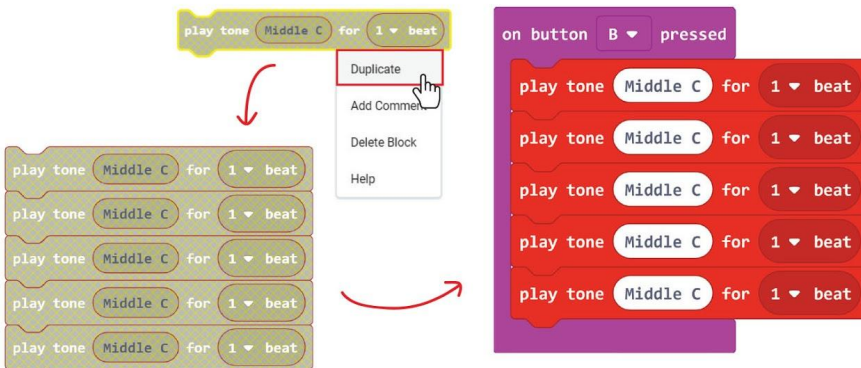 play tone Middle C for 1 beat
Duplicate
Add Comment
Delete Block
Help
play tone Middle C for 1 beat
play tone Middle C for 1 beat
play tone Middle C for 1 beat
play tone Middle C for 1 beat
play tone Middle C for 1 beat
on button B pressed
play tone Middle C for 1 beat
play tone Middle C for 1 beat
play tone Middle C for 1 beat
play tone Middle C for 1 beat
play tone Middle C for 1 beat